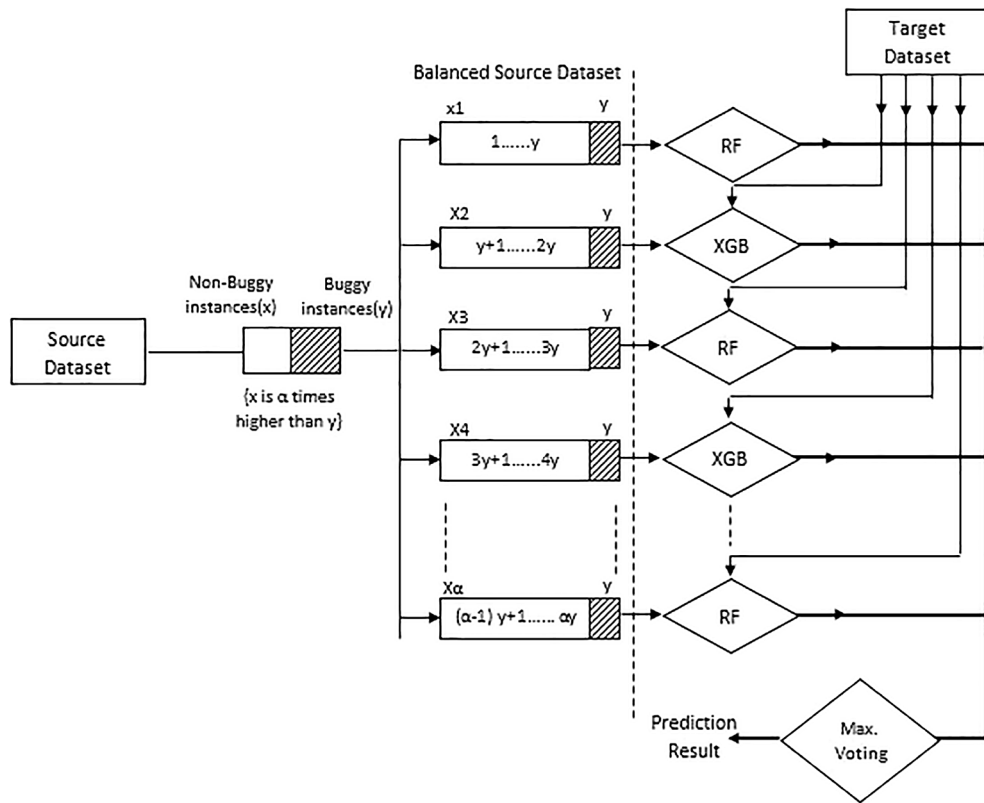 Target
Dataset
Balanced Source Dataset
x1
y
1......y
RF
X2
y
y+1......2y
XGB
Non-Buggy
instances(x)
Buggy
instances(y)
X3
y
2y+1......3y
RF
Source
Dataset
{x is α times
higher than y}
X4
3y+1......4y
XGB
Xα
y
(α-1) y+1...... αy
RF
Prediction
Result
Max.
Voting